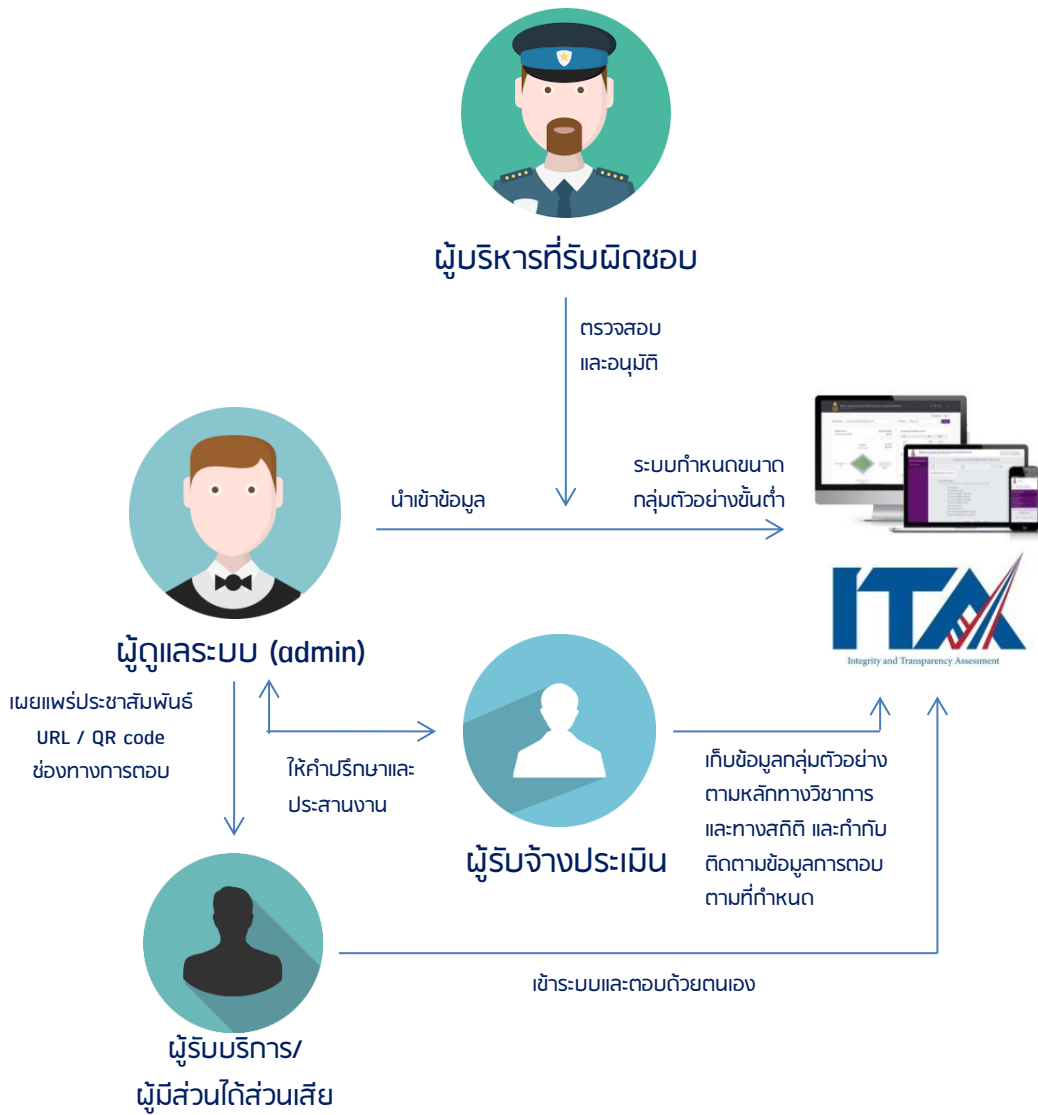 ผู้บริหารที่รับผิดชอบ
ตรวจสอบ
และอนุมัติ
นำเข้าข้อมูล
ระบบกำหนดขนาด
กลุ่มตัวอย่างขั้นต่ำ
ITA
Integrity and Transparency Assessment
ผู้ดูแลระบบ (admin)
เผยแพร่ประชาสัมพันธ์
URL / QR code
ช่องทางการตอบ
ให้คำปรึกษาและ
ประสานงาน
ผู้รับจ้างประเมิน
เก็บข้อมูลกลุ่มตัวอย่าง
ตามหลักทางวิชาการ
และทางสถิติ และกำกับ
ติดตามข้อมูลการตอบ
ตามที่กำหนด
เข้าระบบและตอบด้วยตนเอง
ผู้รับบริการ/
ผู้มีส่วนได้ส่วนเสีย